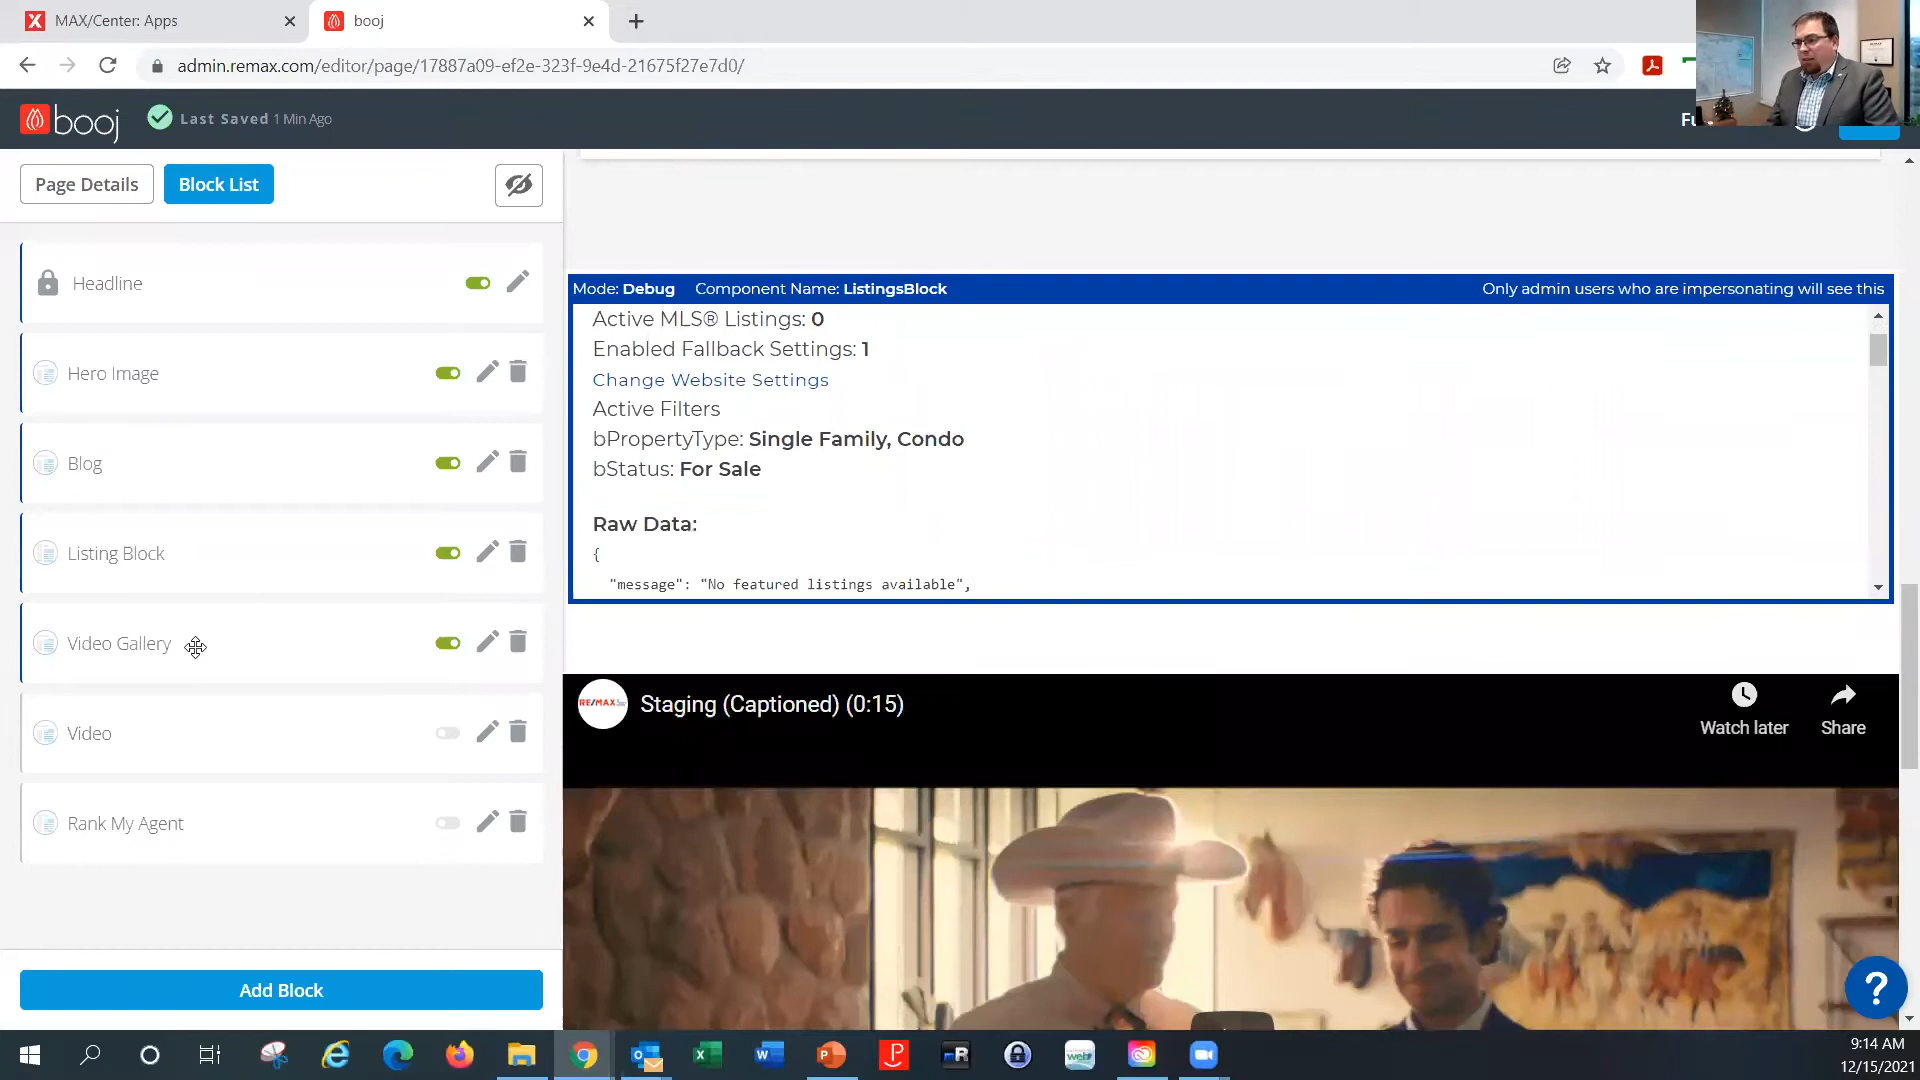 MAX/Center: Apps
booj
admin.remax.com/editor/page/17887a09-ef2e-323f-9e4d-21675f27e7d0/
booj
Last Saved 1 Min Ago
Page Details
Block List
Headline
Hero Image
Blog
Listing Block
Video Gallery
Video
Rank My Agent
Add Block
Mode: Debug Component Name: ListingsBlock
Only admin users who are impersonating will see this
Active MLS® Listings: 0
Enabled Fallback Settings: 1
Change Website Settings
Active Filters
bPropertyType: Single Family, Condo
bStatus: For Sale
Raw Data:
{
"message": "No featured listings available",
RE/MAX
Staging (Captioned) (0:15)
Watch later
Share
?
9:14 AM
12/15/2021